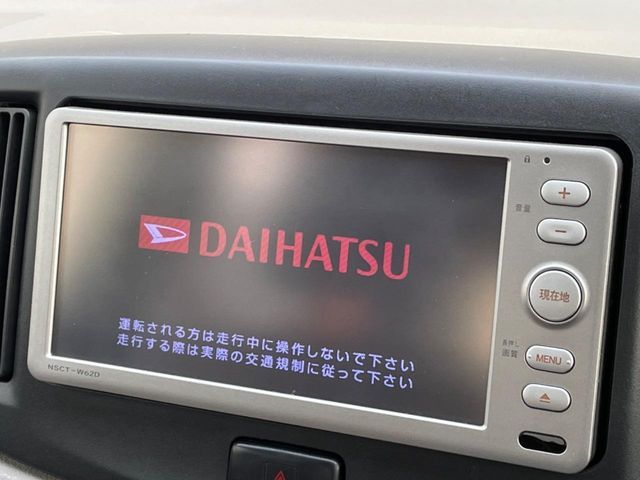 DAIHATSU
運転される方は走行中に操作しないで下さい
走行する際は実際の交通規制に従って下さい
NSCT-W62D
+
音量
−
現在地
長押し
画質
MENU